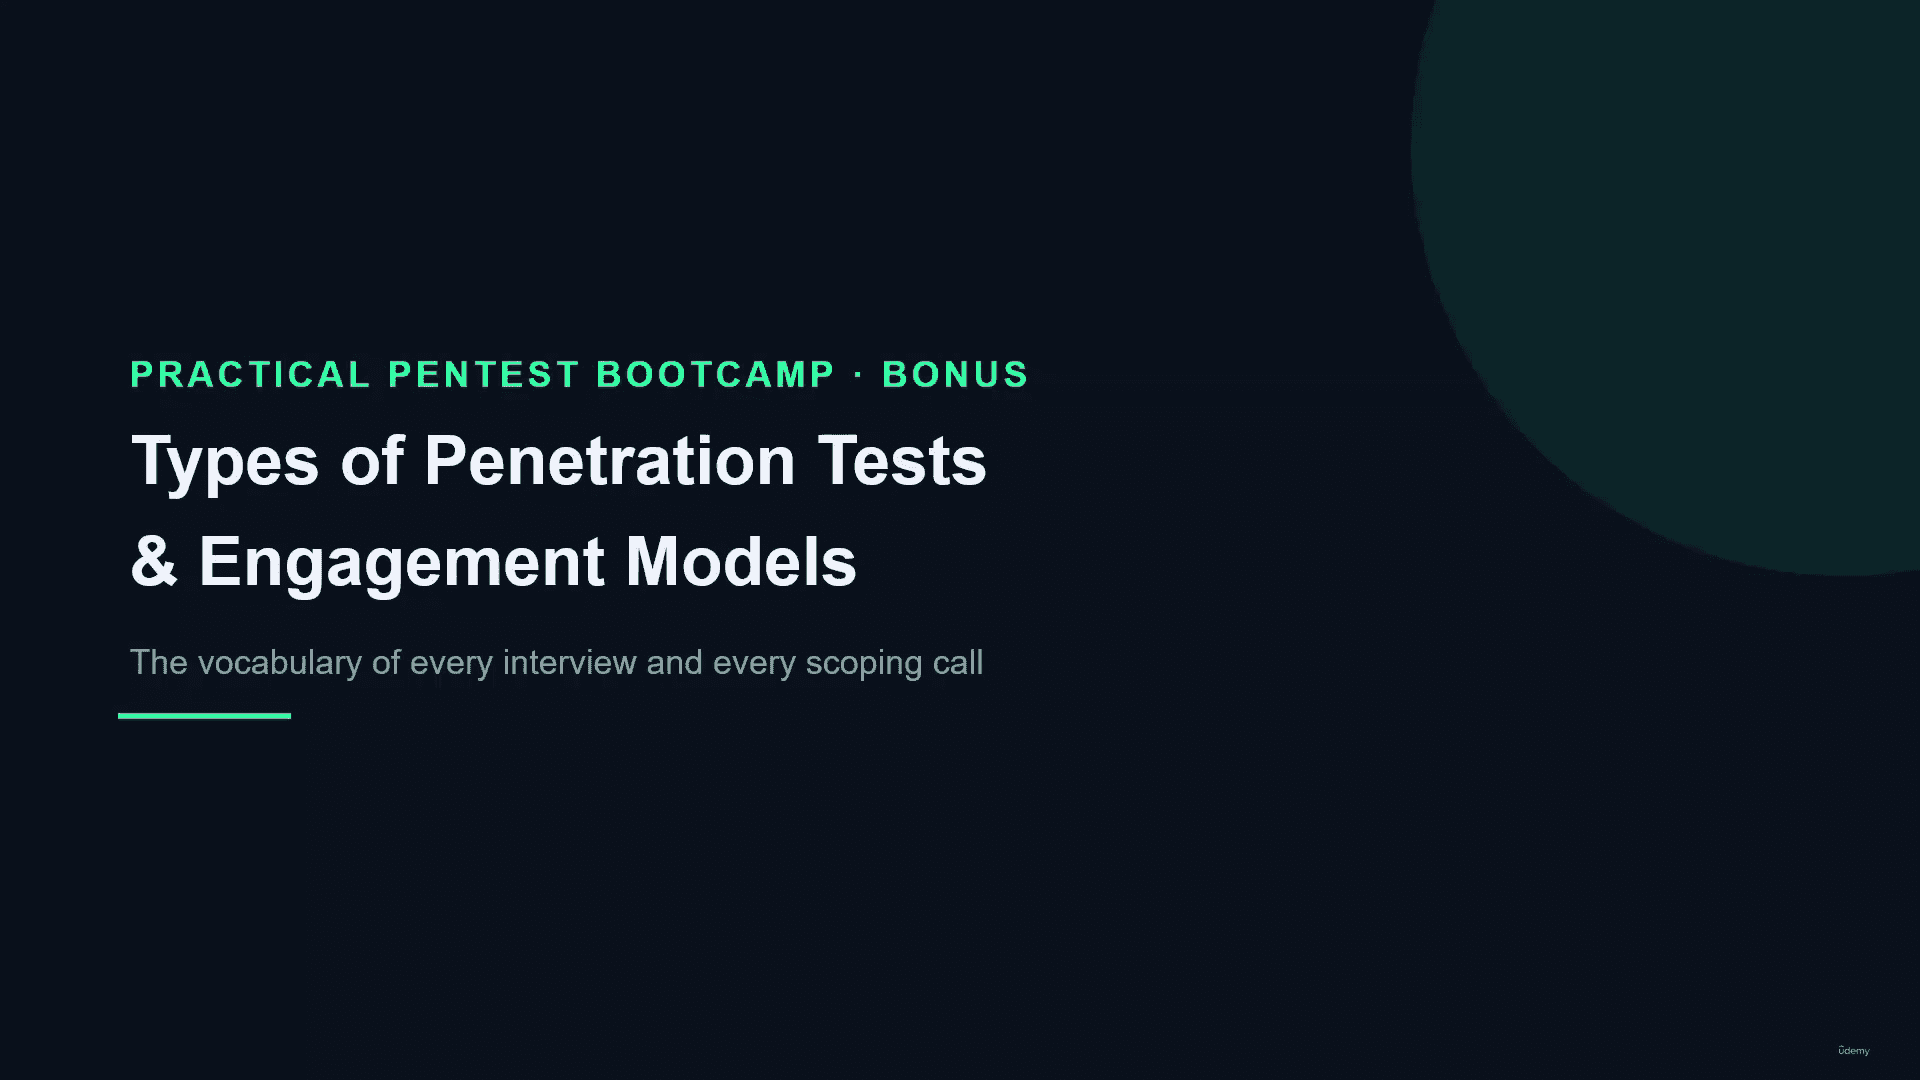 PRACTICAL PENTEST BOOTCAMP · BONUS
Types of Penetration Tests
& Engagement Models
The vocabulary of every interview and every scoping call
ûdemy